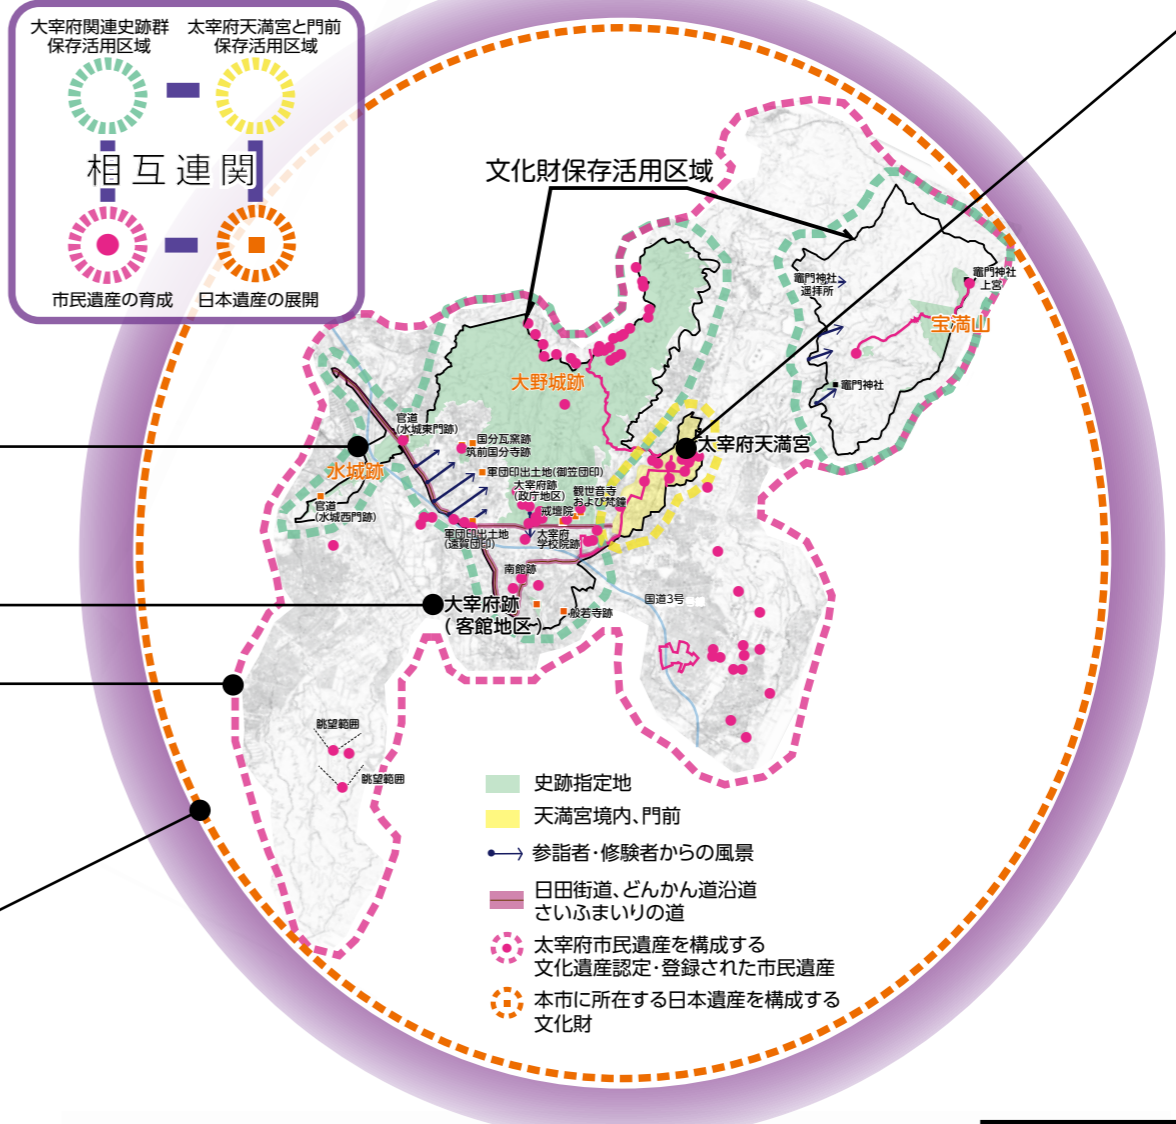 大宰府関連史跡群
保存活用区域
太宰府天満宮と門前
保存活用区域
相互連関
市民遺産の育成
日本遺産の展開
文化財保存活用区域
竈門神社
遥拝所
竈門神社
上宮
宝満山
竈門神社
大野城跡
官道
(水城東門跡)
国分瓦窯跡
筑前国分寺跡
太宰府天満宮
水城跡
軍団印出土地(御笠団印)
大宰府跡
(政庁地区)
観世音寺
および梵鐘
官道
(水城西門跡)
戒壇院
軍団印出土地
(遠賀団印)
大宰府
学校院跡
南館跡
大宰府跡
(客館地区)
般若寺跡
国道3号
眺望範囲
眺望範囲
史跡指定地
天満宮境内、門前
参詣者・修験者からの風景
日田街道、どんかん道沿道
さいふまいりの道
太宰府市民遺産を構成する
文化遺産認定・登録された市民遺産
本市に所在する日本遺産を構成する
文化財